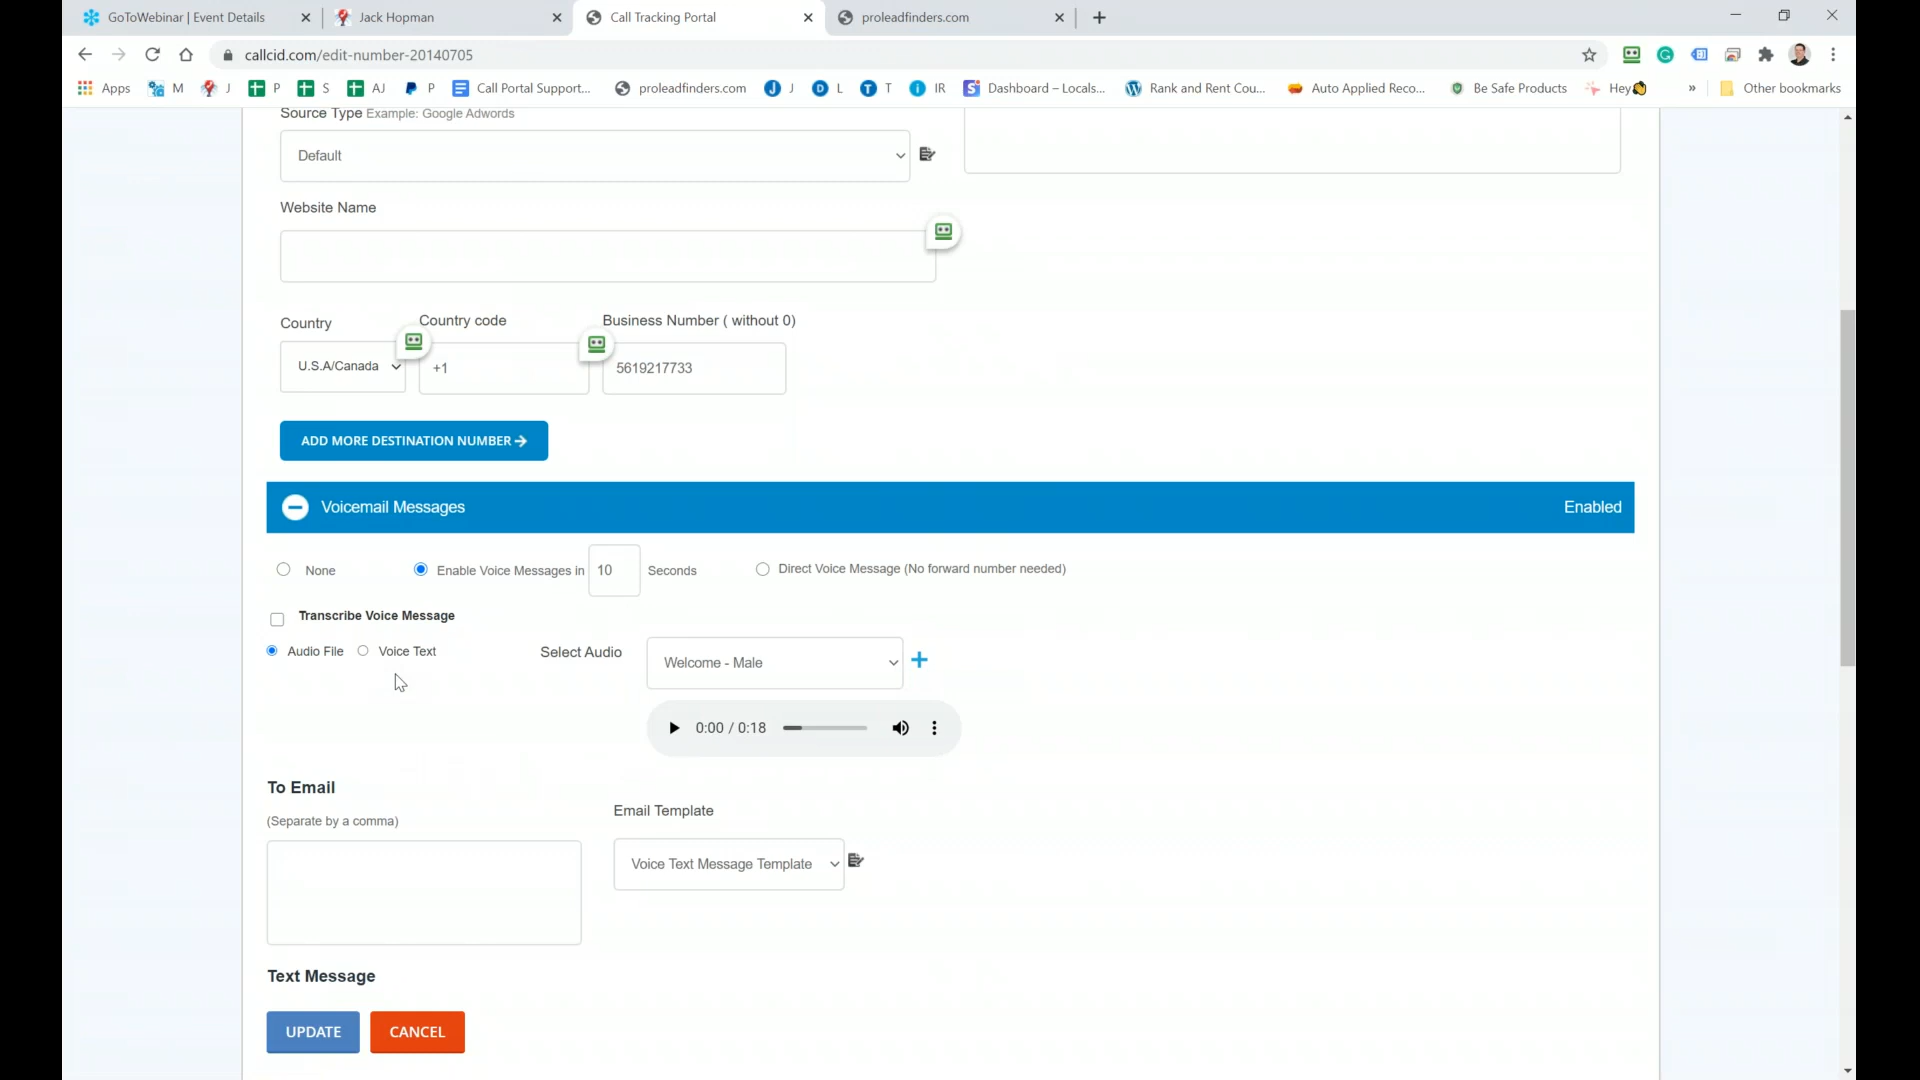 GoToWebinar | Event Details
Jack Hopman
Call Tracking Portal
proleadfinders.com
callcid.com/edit-number-20140705
Apps
M
J
P
S
AJ
P
Call Portal Support...
proleadfinders.com
J
D L
T T
i IR
Dashboard – Locals...
Rank and Rent Cou...
Auto Applied Reco...
Be Safe Products
Hey
»
Other bookmarks
Source Type Example: Google Adwords
Default
Website Name
Country
Country code
Business Number ( without 0)
U.S.A/Canada
+1
5619217733
ADD MORE DESTINATION NUMBER
Voicemail Messages
Enabled
None
Enable Voice Messages in 10 Seconds
Direct Voice Message (No forward number needed)
Transcribe Voice Message
Audio File
Voice Text
Select Audio
Welcome - Male
0:00 / 0:18
To Email
(Separate by a comma)
Email Template
Voice Text Message Template
Text Message
UPDATE
CANCEL